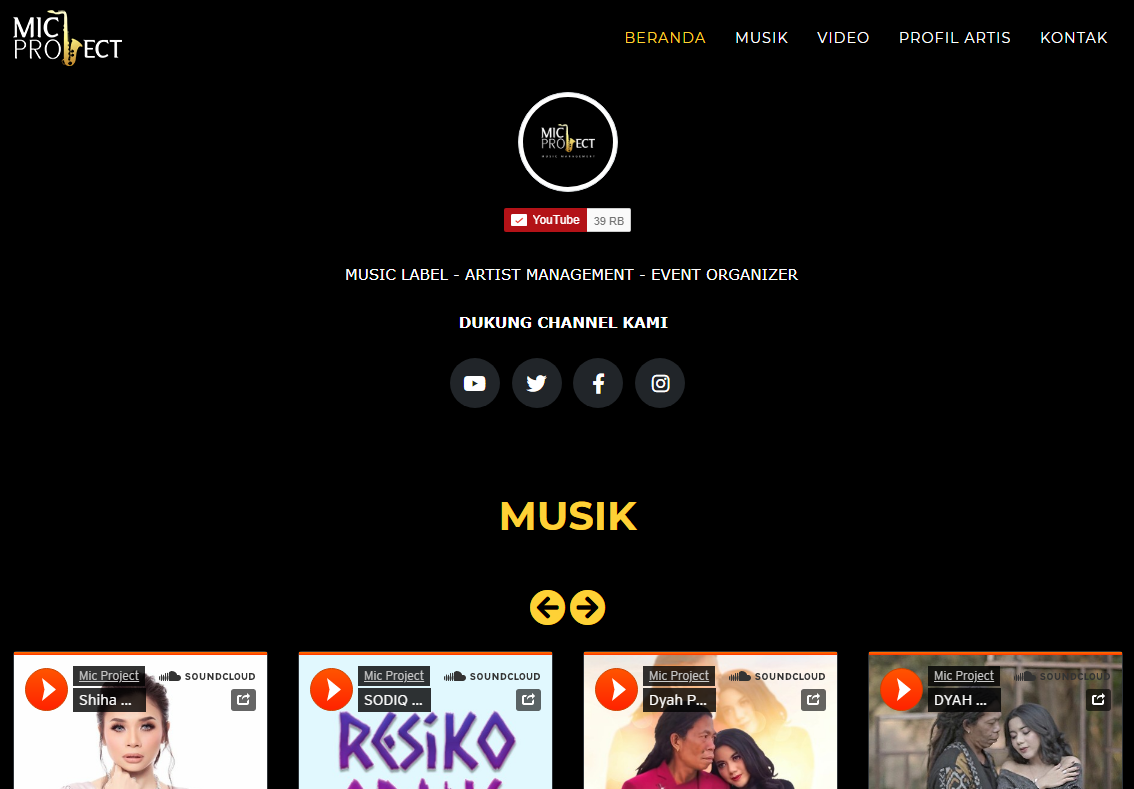 MIC PROJECT
BERANDA MUSIK VIDEO PROFIL ARTIS KONTAK
MIC PROJECT
MUSIC MANAGEMENT
YouTube 39 RB
MUSIC LABEL - ARTIST MANAGEMENT - EVENT ORGANIZER
DUKUNG CHANNEL KAMI
MUSIK
Mic Project SOUNDCLOUD
Shiha ...
Mic Project SOUNDCLOUD
SODIQ ...
RESIKO
Mic Project SOUNDCLOUD
Dyah P...
Mic Project SOUNDCLOUD
DYAH ...